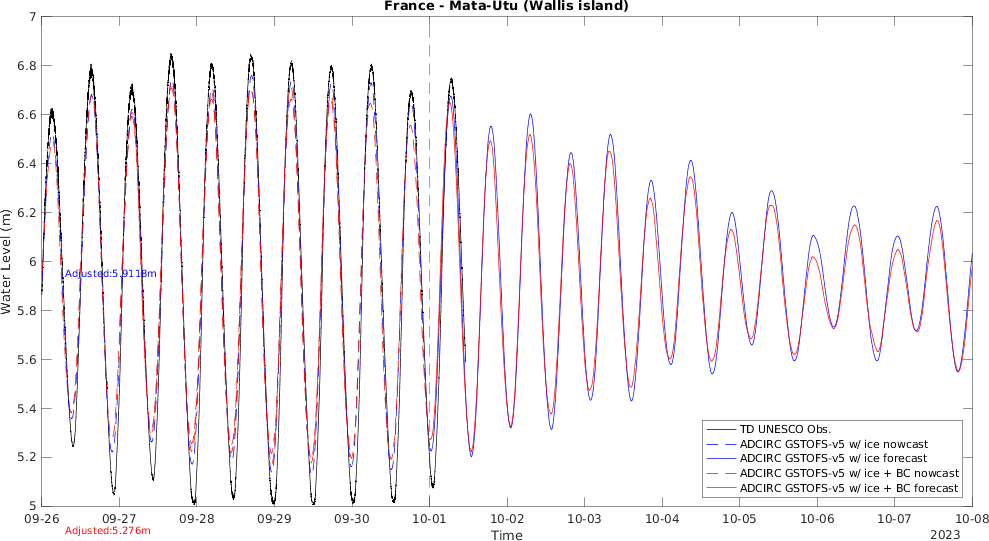 France - Mata-Utu (Wallis island)
7
6.8
6.6
6.4
6.2
6
5.8
5.6
5.4
5.2
5
Water Level (m)
Adjusted:5.9118m
Adjusted:5.276m
TD UNESCO Obs.
ADCIRC GSTOFS-v5 w/ ice nowcast
ADCIRC GSTOFS-v5 w/ ice forecast
ADCIRC GSTOFS-v5 w/ ice + BC nowcast
ADCIRC GSTOFS-v5 w/ ice + BC forecast
09-26 09-27 09-28 09-29 09-30 10-01 10-02 10-03 10-04 10-05 10-06 10-07 10-08
Time
2023